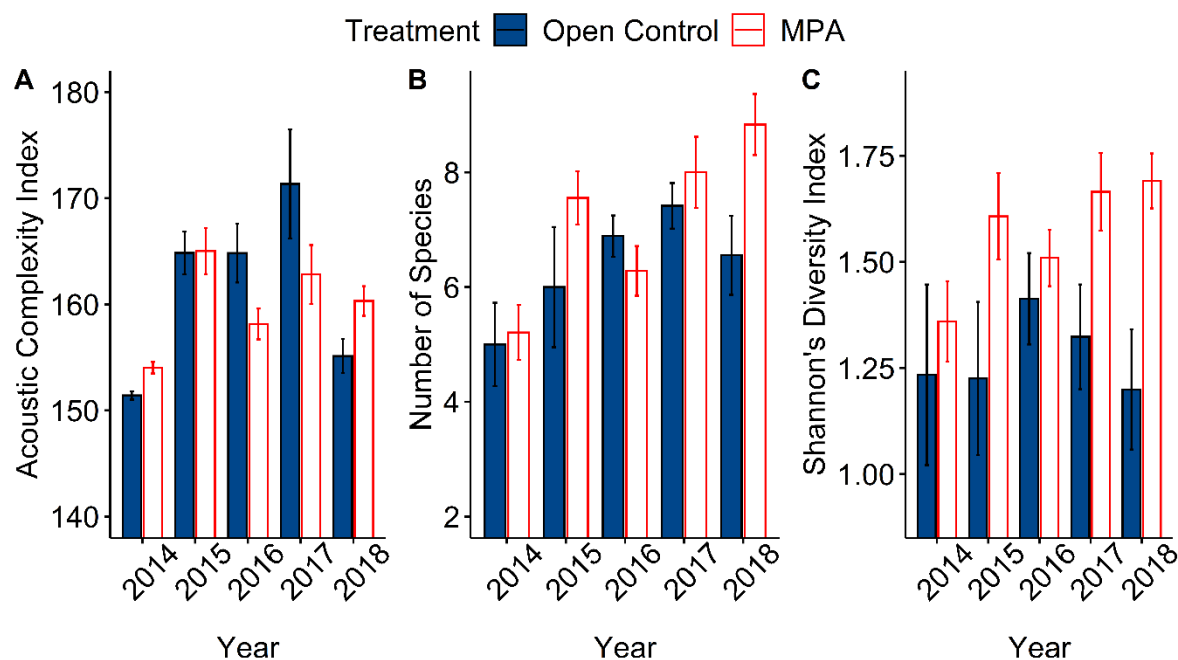 Treatment Open Control MPA
A
Acoustic Complexity Index
180
170
160
150
140
2014 2015 2016 2017 2018
Year
B
Number of Species
8
6
4
2
2014 2015 2016 2017 2018
Year
C
Shannon's Diversity Index
1.75
1.50
1.25
1.00
2014 2015 2016 2017 2018
Year